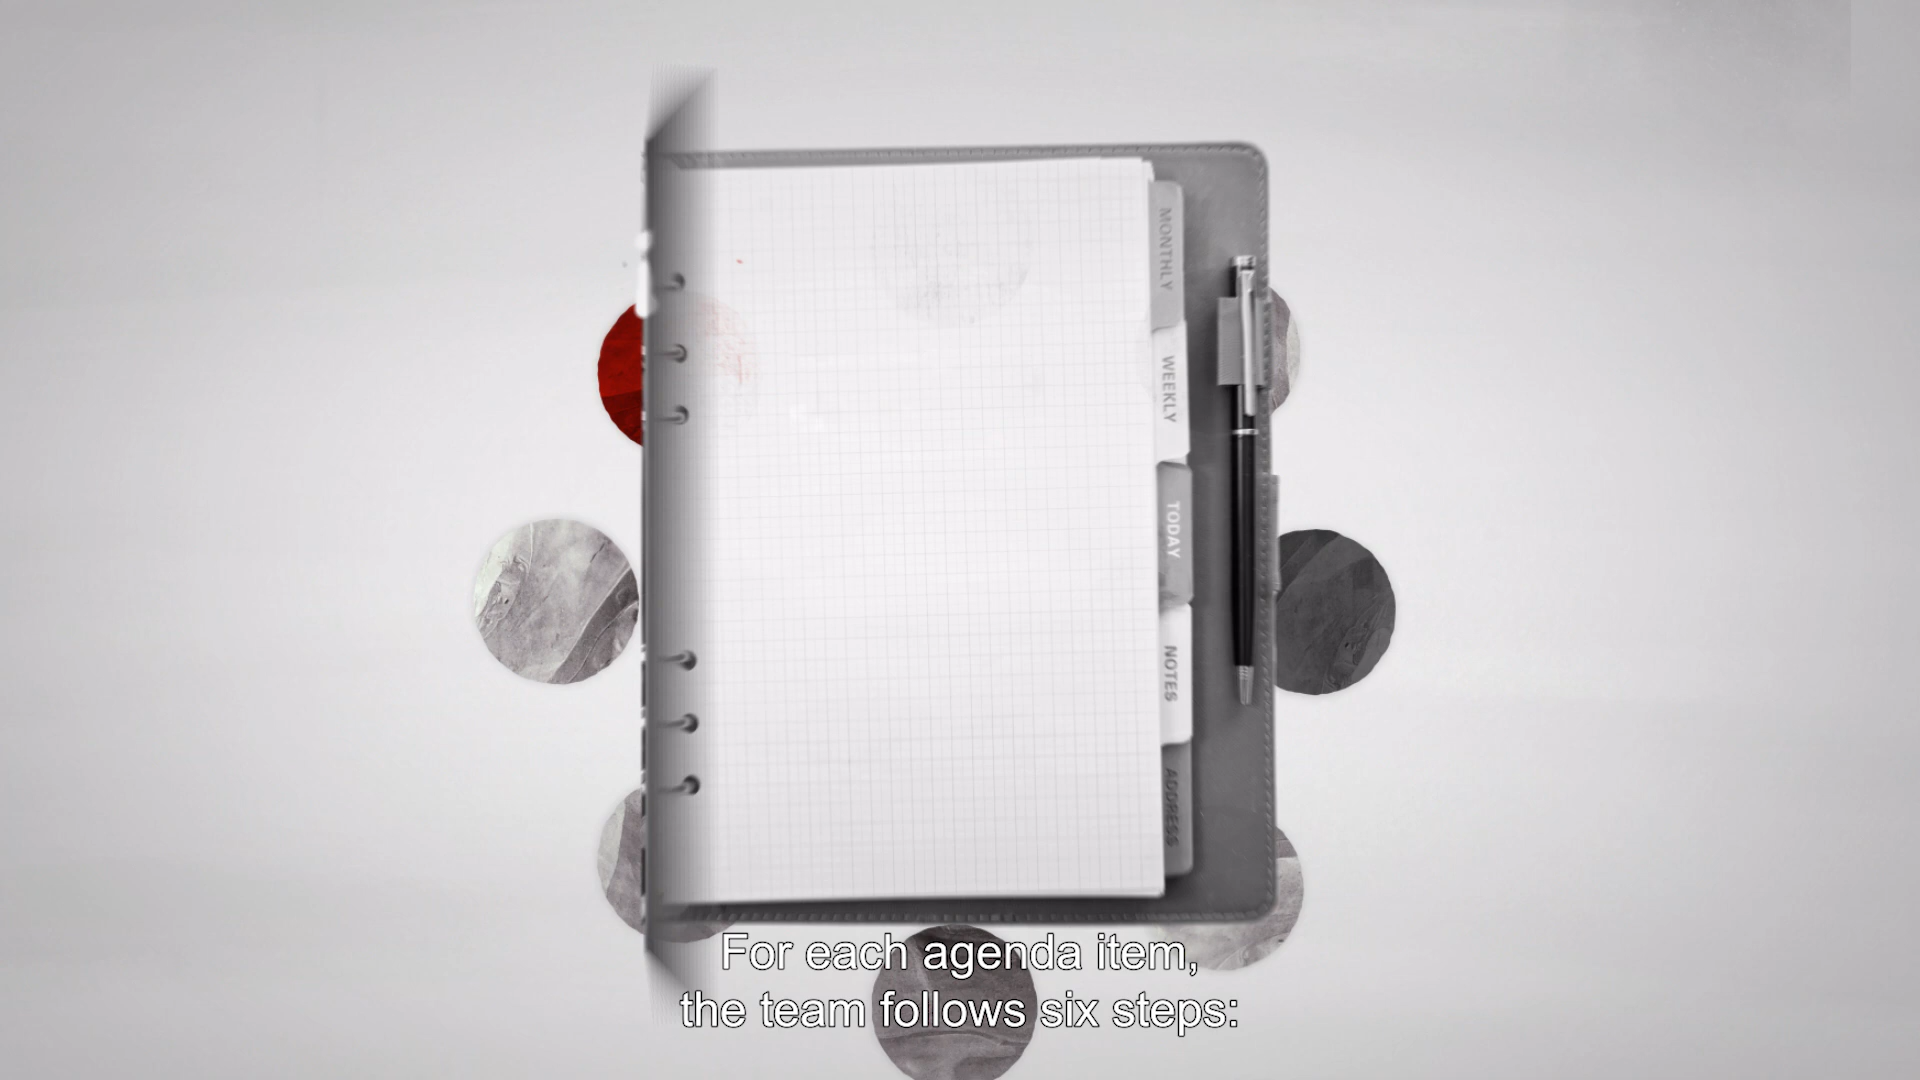 MONTHLY
WEEKLY
TODAY
NOTES
ADDRESS
For each agenda item,
the team follows six steps: